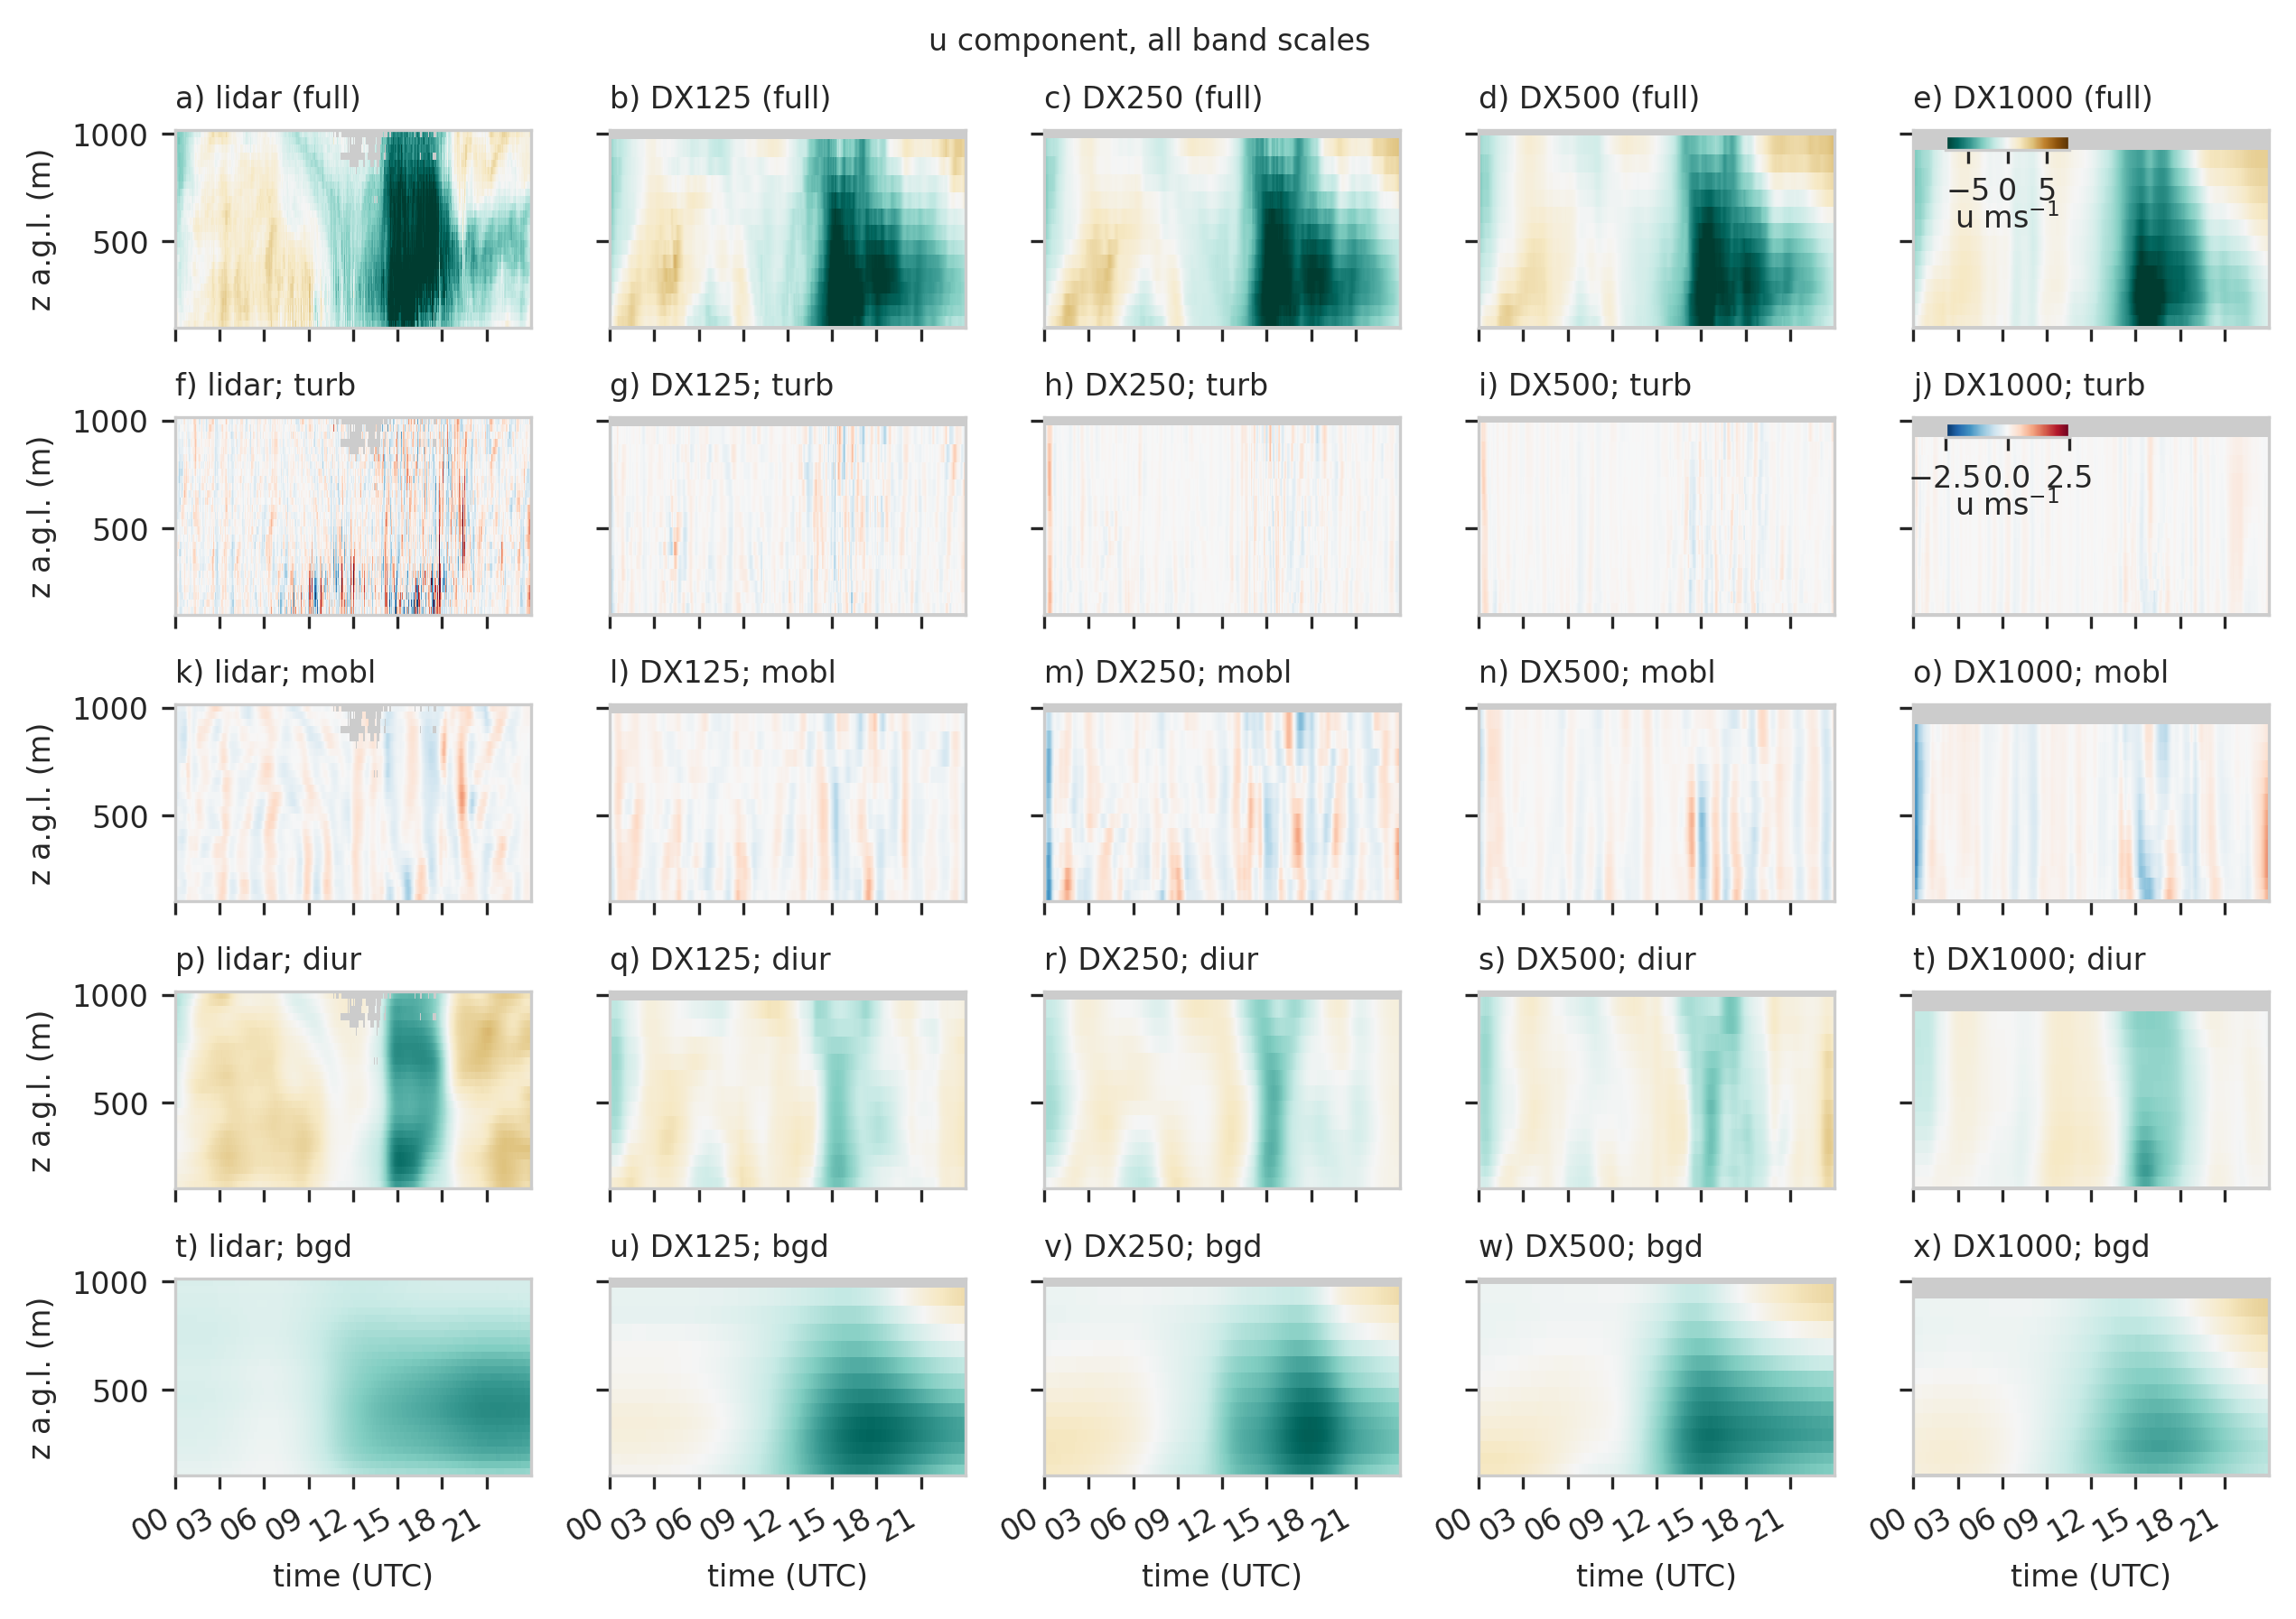 u component, all band scales
a) lidar (full)
b) DX125 (full)
c) DX250 (full)
d) DX500 (full)
e) DX1000 (full)
z a.g.l. (m)
1000
500
−5 0 5
u ms⁻¹
f) lidar; turb
g) DX125; turb
h) DX250; turb
i) DX500; turb
j) DX1000; turb
z a.g.l. (m)
1000
500
−2.5 0.0 2.5
u ms⁻¹
k) lidar; mobl
l) DX125; mobl
m) DX250; mobl
n) DX500; mobl
o) DX1000; mobl
z a.g.l. (m)
1000
500
p) lidar; diur
q) DX125; diur
r) DX250; diur
s) DX500; diur
t) DX1000; diur
z a.g.l. (m)
1000
500
t) lidar; bgd
u) DX125; bgd
v) DX250; bgd
w) DX500; bgd
x) DX1000; bgd
z a.g.l. (m)
1000
500
00 03 06 09 12 15 18 21
00 03 06 09 12 15 18 21
00 03 06 09 12 15 18 21
00 03 06 09 12 15 18 21
00 03 06 09 12 15 18 21
time (UTC)
time (UTC)
time (UTC)
time (UTC)
time (UTC)